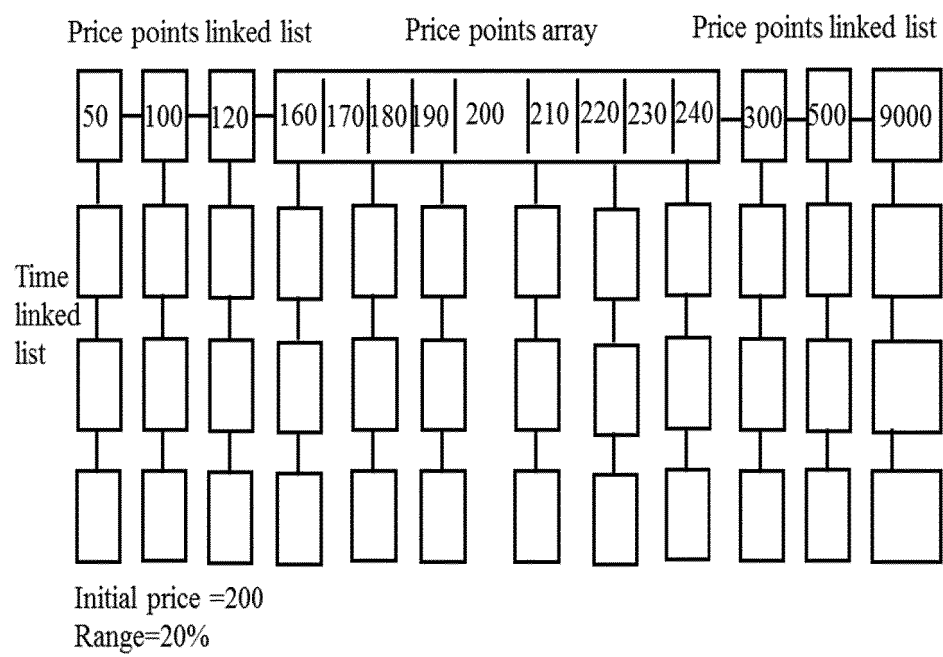 Price points linked list
Price points array
Price points linked list
50
100
120
160
170
180
190
200
210
220
230
240
300
500
9000
Time
linked
list
Initial price =200
Range=20%